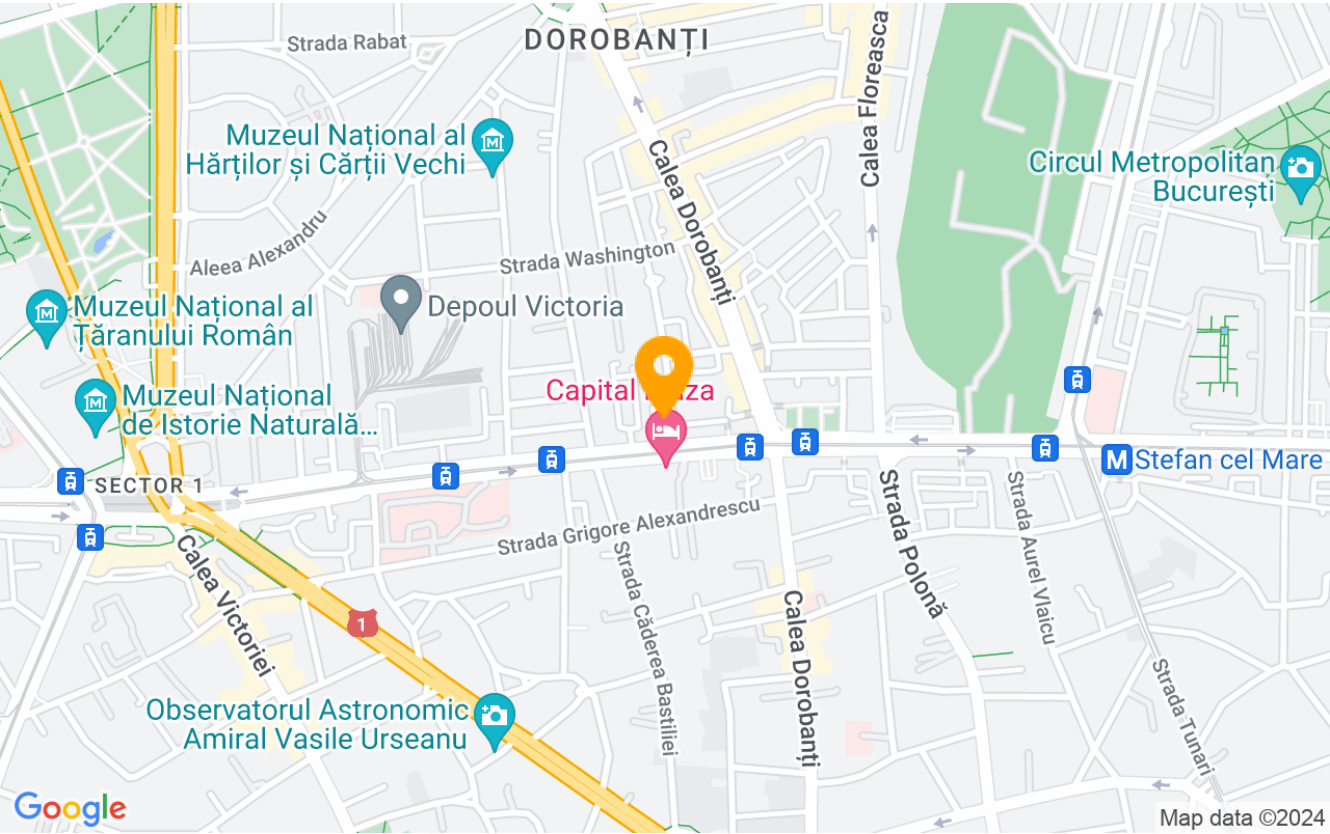 Strada Rabat
DOROBANȚI
Calea Floreasca
Muzeul Național al
Hărților și Cărții Vechi
Calea Dorobanți
Circul Metropolitan
București
Aleea Alexandru
Strada Washington
Muzeul Național al
Țăranului Român
Depoul Victoria
Capital
Muzeul Național
de Istorie Naturală...
SECTOR 1
M
Stefan cel Mare
Strada Grigore Alexandrescu
Strada Polonă
Strada Aurel Vlaicu
Calea Victoriei
Strada Căderea Bastiliei
Calea Dorobanți
1
Strada Tunari
Observatorul Astronomic
Amiral Vasile Urseanu
Google
Map data ©2024